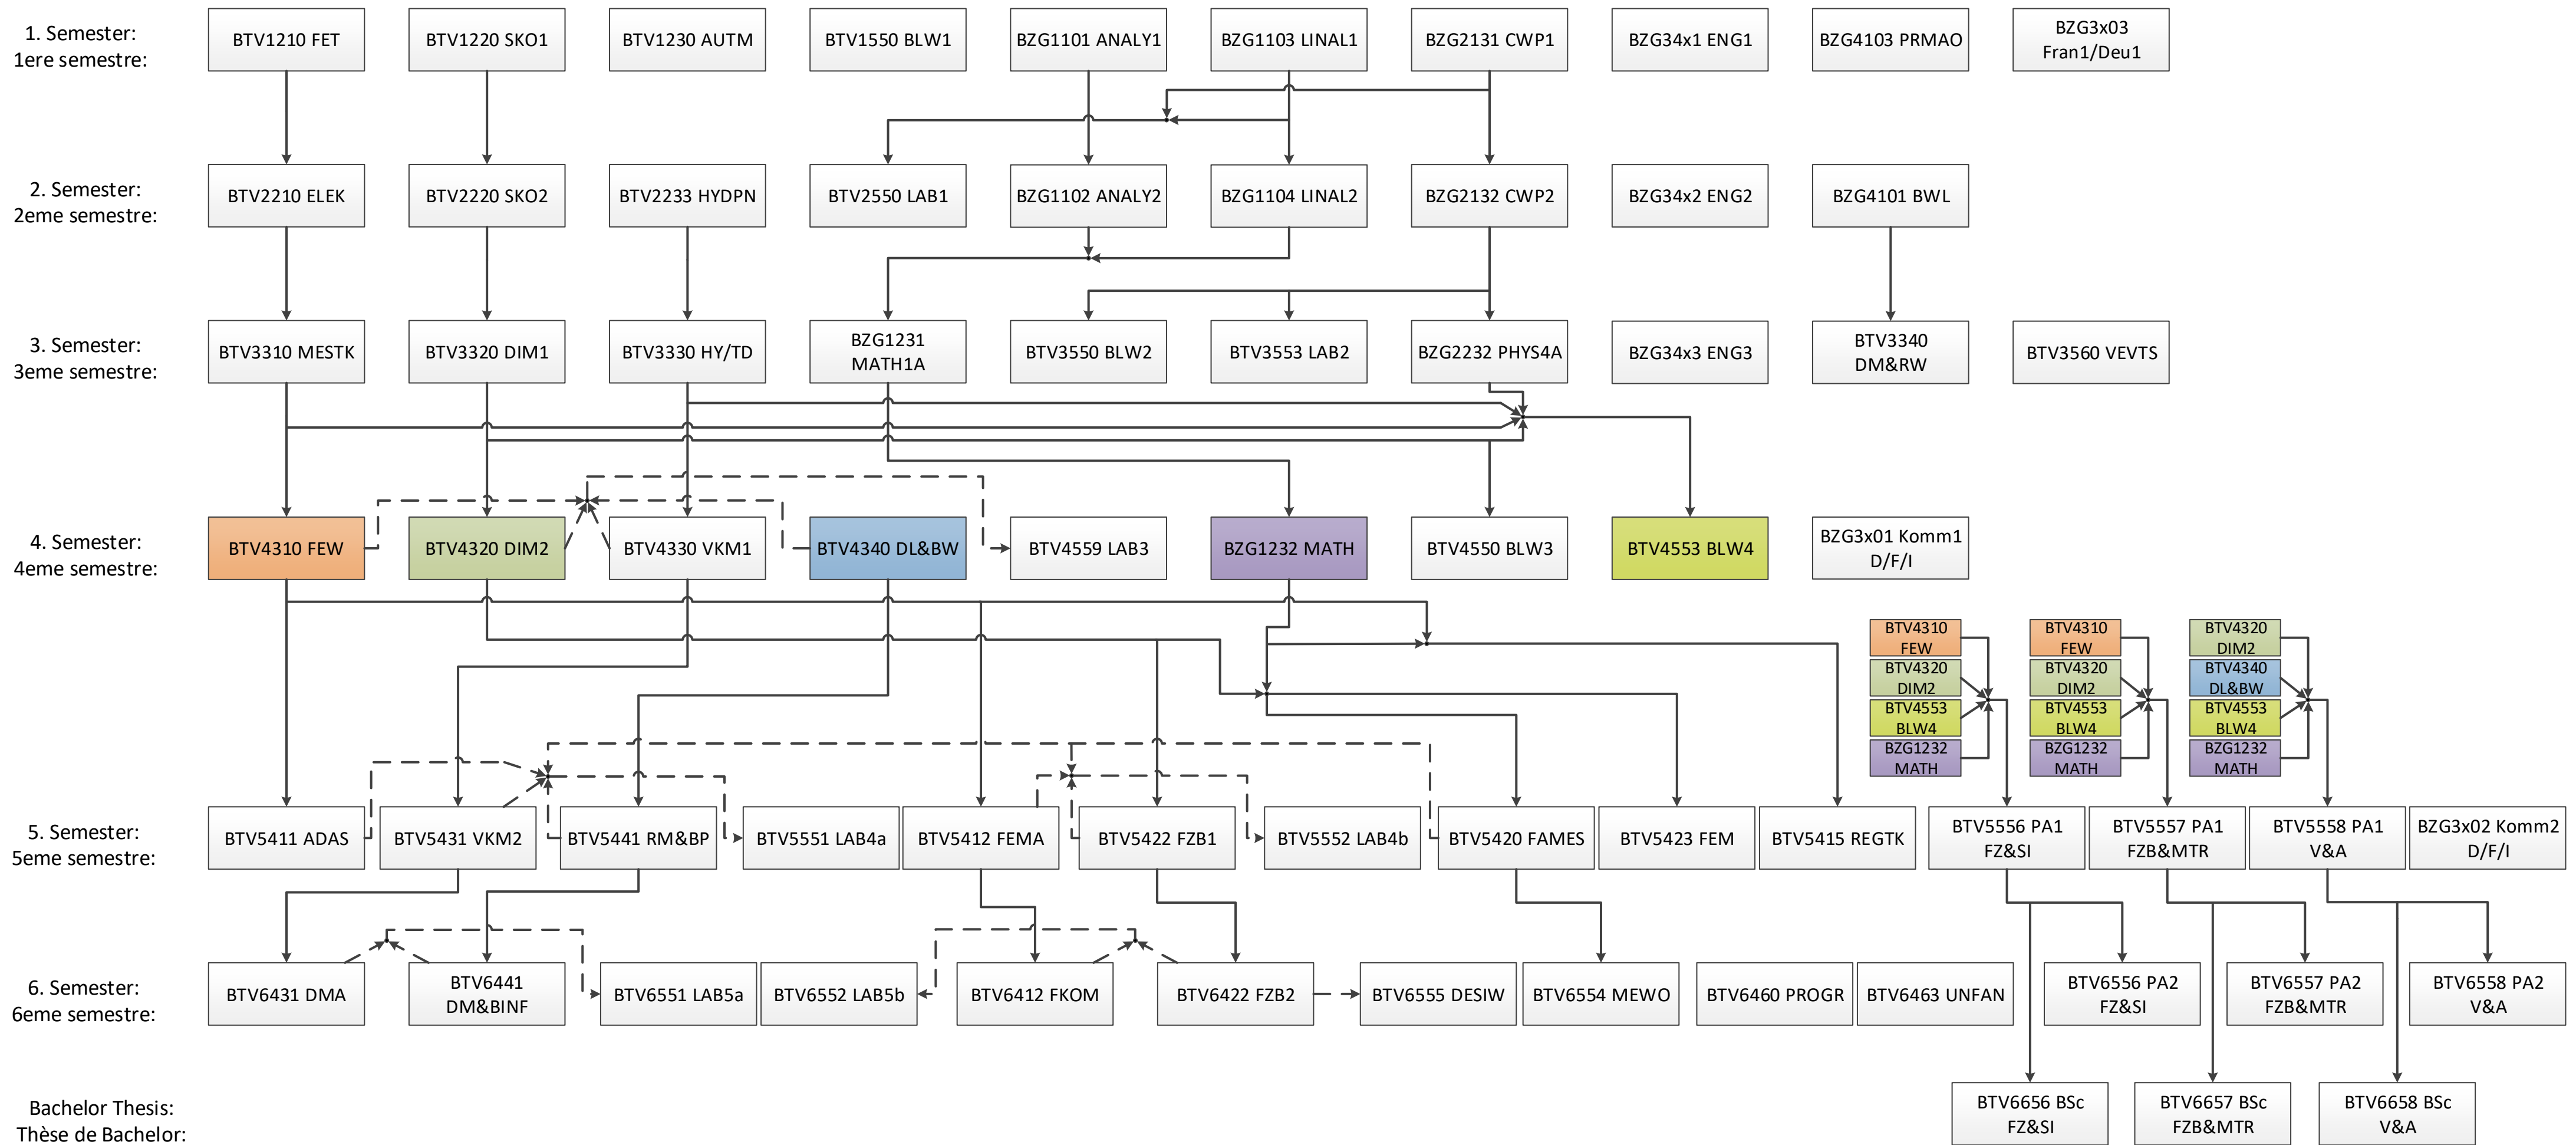 1. Semester:
1ere semestre:
BTV1210 FET
BTV1220 SKO1
BTV1230 AUTM
BTV1550 BLW1
BZG1101 ANALY1
BZG1103 LINAL1
BZG2131 CWP1
BZG34x1 ENG1
BZG4103 PRMAO
BZG3x03
Fran1/Deu1
2. Semester:
2eme semestre:
BTV2210 ELEK
BTV2220 SKO2
BTV2233 HYDPN
BTV2550 LAB1
BZG1102 ANALY2
BZG1104 LINAL2
BZG2132 CWP2
BZG34x2 ENG2
BZG4101 BWL
3. Semester:
3eme semestre:
BTV3310 MESTK
BTV3320 DIM1
BTV3330 HY/TD
BZG1231
MATH1A
BTV3550 BLW2
BTV3553 LAB2
BZG2232 PHYS4A
BZG34x3 ENG3
BTV3340
DM&RW
BTV3560 VEVTS
4. Semester:
4eme semestre:
BTV4310 FEW
BTV4320 DIM2
BTV4330 VKM1
BTV4340 DL&BW
BTV4559 LAB3
BZG1232 MATH
BTV4550 BLW3
BTV4553 BLW4
BZG3x01 Komm1
D/F/I
BTV4310
FEW
BTV4320
DIM2
BTV4553
BLW4
BZG1232
MATH
BTV4310
FEW
BTV4320
DIM2
BTV4553
BLW4
BZG1232
MATH
BTV4320
DIM2
BTV4340
DL&BW
BTV4553
BLW4
BZG1232
MATH
5. Semester:
5eme semestre:
BTV5411 ADAS
BTV5431 VKM2
BTV5441 RM&BP
BTV5551 LAB4a
BTV5412 FEMA
BTV5422 FZB1
BTV5552 LAB4b
BTV5420 FAMES
BTV5423 FEM
BTV5415 REGTK
BTV5556 PA1
FZ&SI
BTV5557 PA1
FZB&MTR
BTV5558 PA1
V&A
BZG3x02 Komm2
D/F/I
6. Semester:
6eme semestre:
BTV6431 DMA
BTV6441
DM&BINF
BTV6551 LAB5a
BTV6552 LAB5b
BTV6412 FKOM
BTV6422 FZB2
BTV6555 DESIW
BTV6554 MEWO
BTV6460 PROGR
BTV6463 UNFAN
BTV6556 PA2
FZ&SI
BTV6557 PA2
FZB&MTR
BTV6558 PA2
V&A
Bachelor Thesis:
Thèse de Bachelor:
BTV6656 BSc
FZ&SI
BTV6657 BSc
FZB&MTR
BTV6658 BSc
V&A